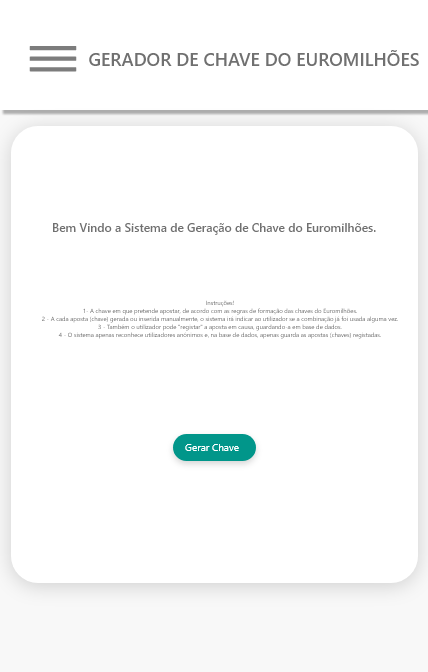 GERADOR DE CHAVE DO EUROMILHÕES
Bem Vindo a Sistema de Geração de Chave do Euromilhões.
Instruções!
1- A chave em que pretende apostar, de acordo com as regras de formação das chaves do Euromilhões.
2 - A cada aposta (chave) gerada ou inserida manualmente, o sistema irá indicar ao utilizador se a combinação já foi usada alguma vez.
3 - Também o utilizador pode "registar" a aposta em causa, guardando-a em base de dados.
4 - O sistema apenas reconhece utilizadores anónimos e, na base de dados, apenas guarda as apostas (chaves) registadas.
Gerar Chave